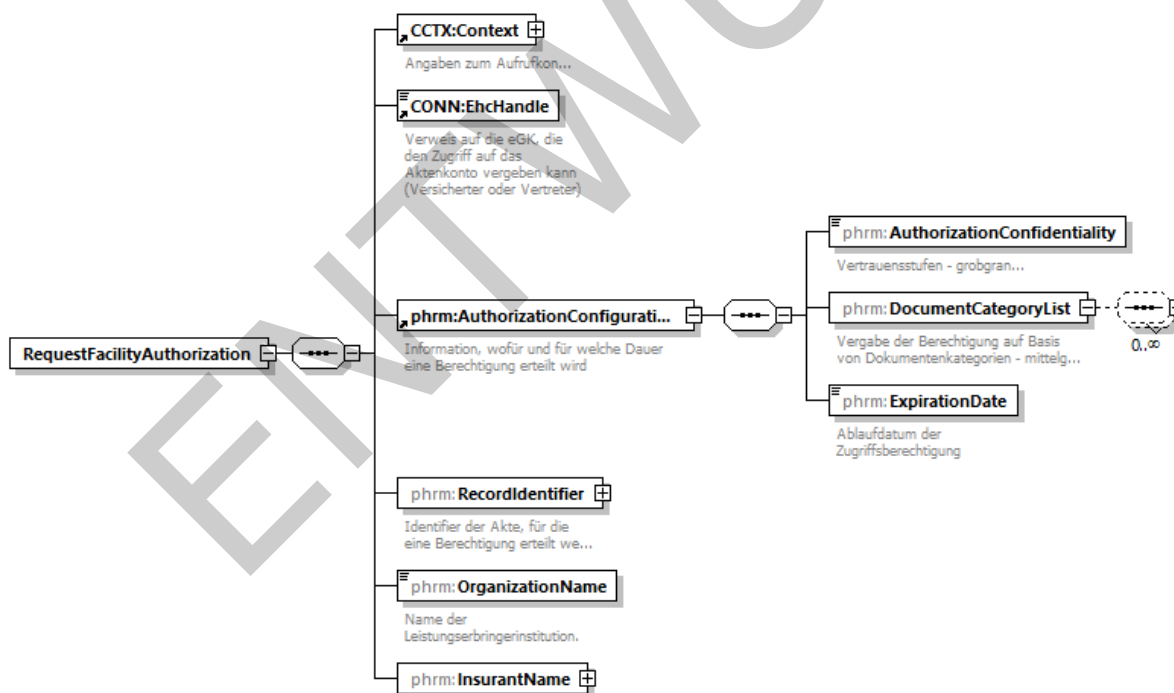 CCTX:Context
Angaben zum Aufrufkon...
CONN:EhcHandle
Verweis auf die eGK, die
den Zugriff auf das
Aktenkonto vergeben kann
(Versicherter oder Vertreter)
phrm:AuthorizationConfigurati...
Information, wofür und für welche Dauer
eine Berechtigung erteilt wird
phrm:AuthorizationConfidentiality
Vertrauensstufen - grobgran...
phrm:DocumentCategoryList
Vergabe der Berechtigung auf Basis
von Dokumentenkategorien - mittelg...
0..∞
phrm:ExpirationDate
Ablaufdatum der
Zugriffsberechtigung
RequestFacilityAuthorization
phrm:RecordIdentifier
Identifier der Akte, für die
eine Berechtigung erteilt we...
phrm:OrganizationName
Name der
Leistungserbringerinstitution.
phrm:InsurantName
ENTWU